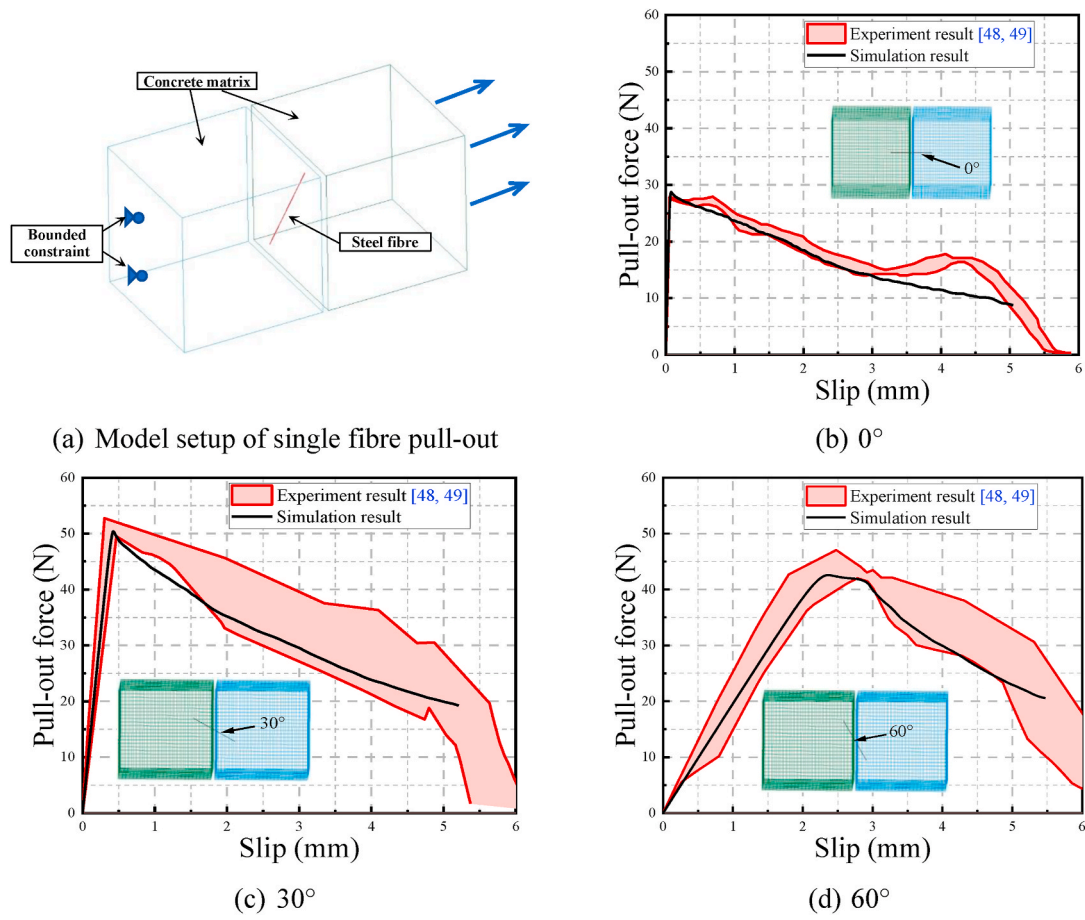 Concrete matrix
Bounded
constraint
Steel fibre
(a) Model setup of single fibre pull-out
Experiment result [48, 49]
Simulation result
Pull-out force (N)
60
50
40
30
20
10
0
0°
0 1 2 3 4 5 6
Slip (mm)
(b) 0°
Experiment result [48, 49]
Simulation result
Pull-out force (N)
60
50
40
30
20
10
0
30°
0 1 2 3 4 5 6
Slip (mm)
(c) 30°
Experiment result [48, 49]
Simulation result
Pull-out force (N)
60
50
40
30
20
10
0
60°
0 1 2 3 4 5 6
Slip (mm)
(d) 60°